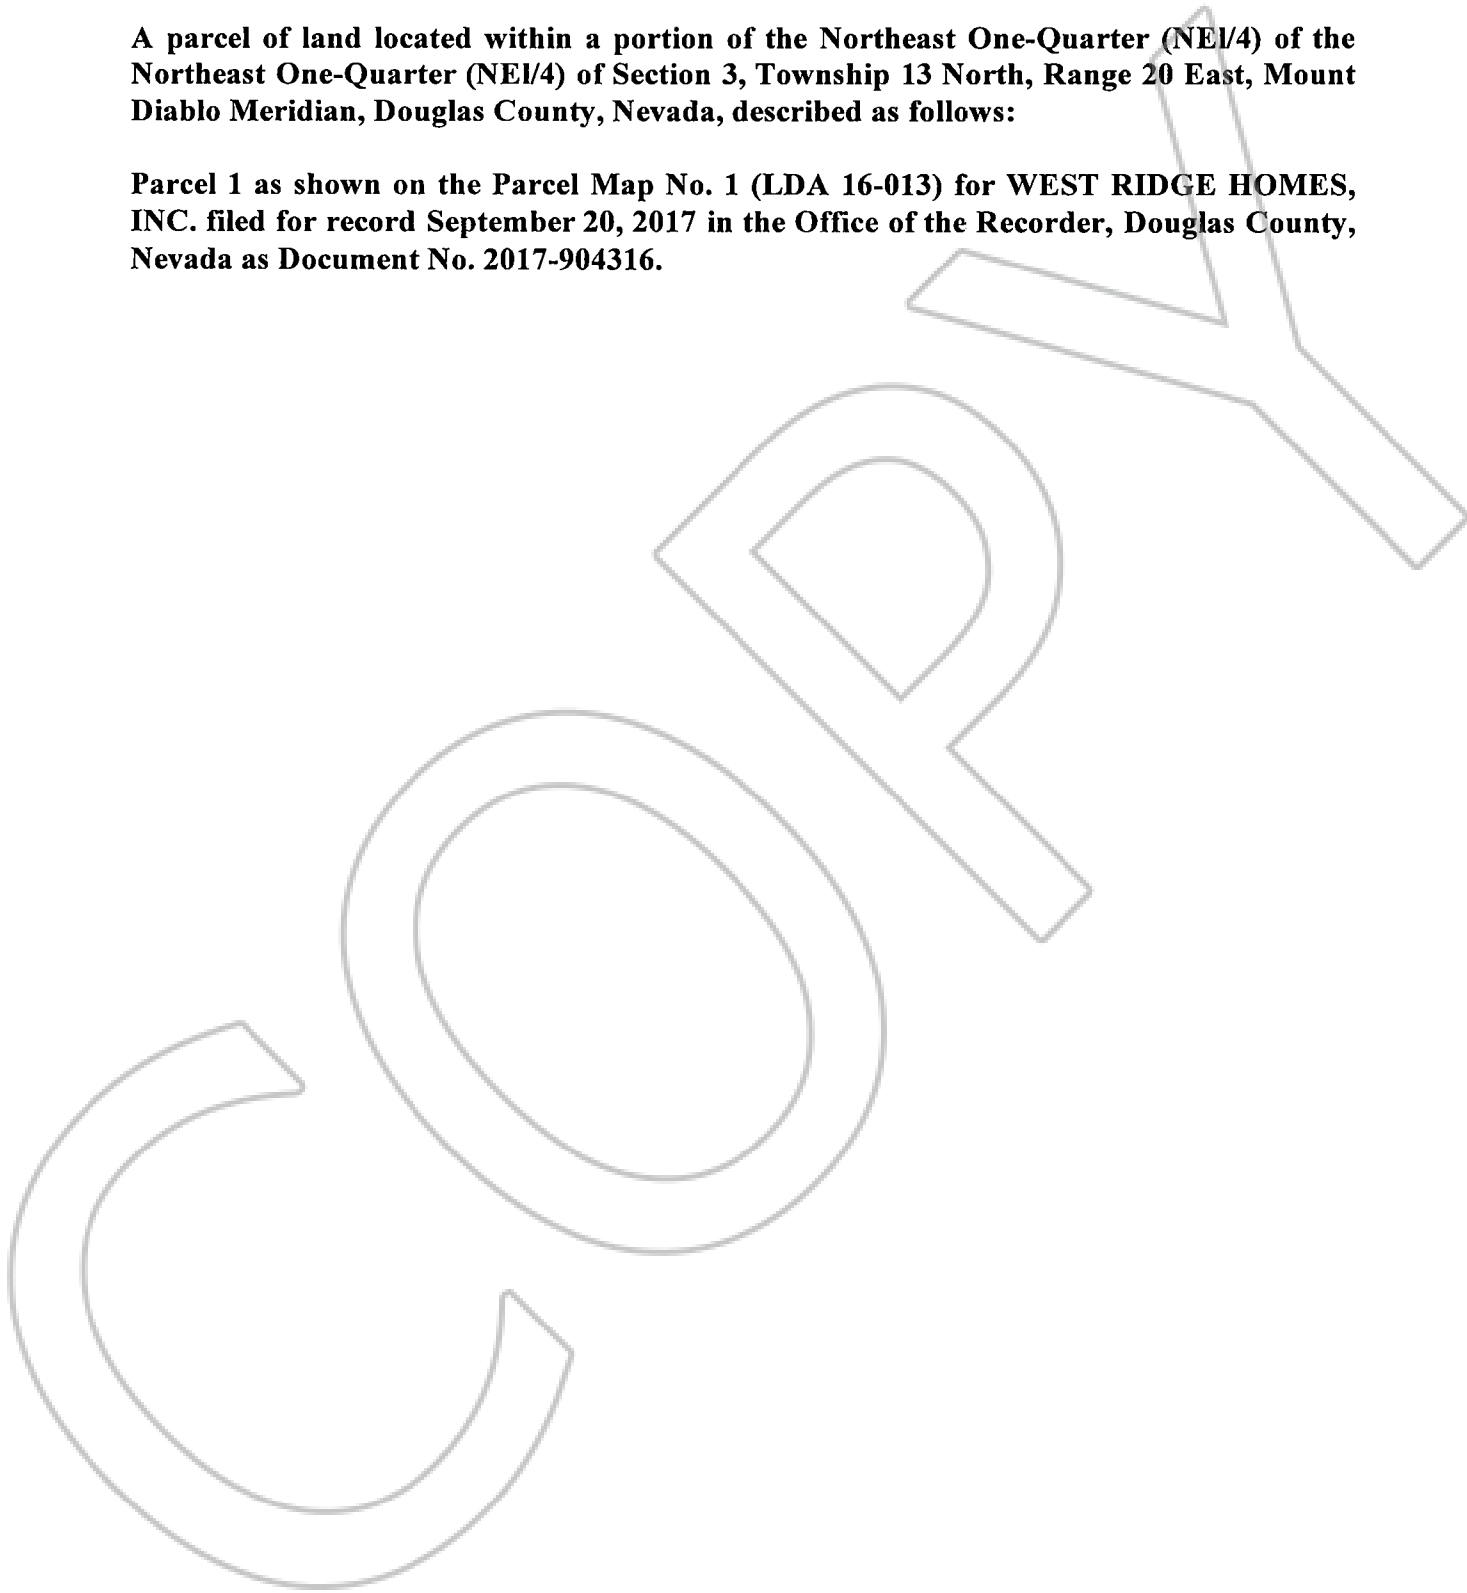 A parcel of land located within a portion of the Northeast One-Quarter (NEl/4) of the
Northeast One-Quarter (NEl/4) of Section 3, Township 13 North, Range 20 East, Mount
Diablo Meridian, Douglas County, Nevada, described as follows:
Parcel 1 as shown on the Parcel Map No. 1 (LDA 16-013) for WEST RIDGE HOMES,
INC. filed for record September 20, 2017 in the Office of the Recorder, Douglas County,
Nevada as Document No. 2017-904316.
COPY